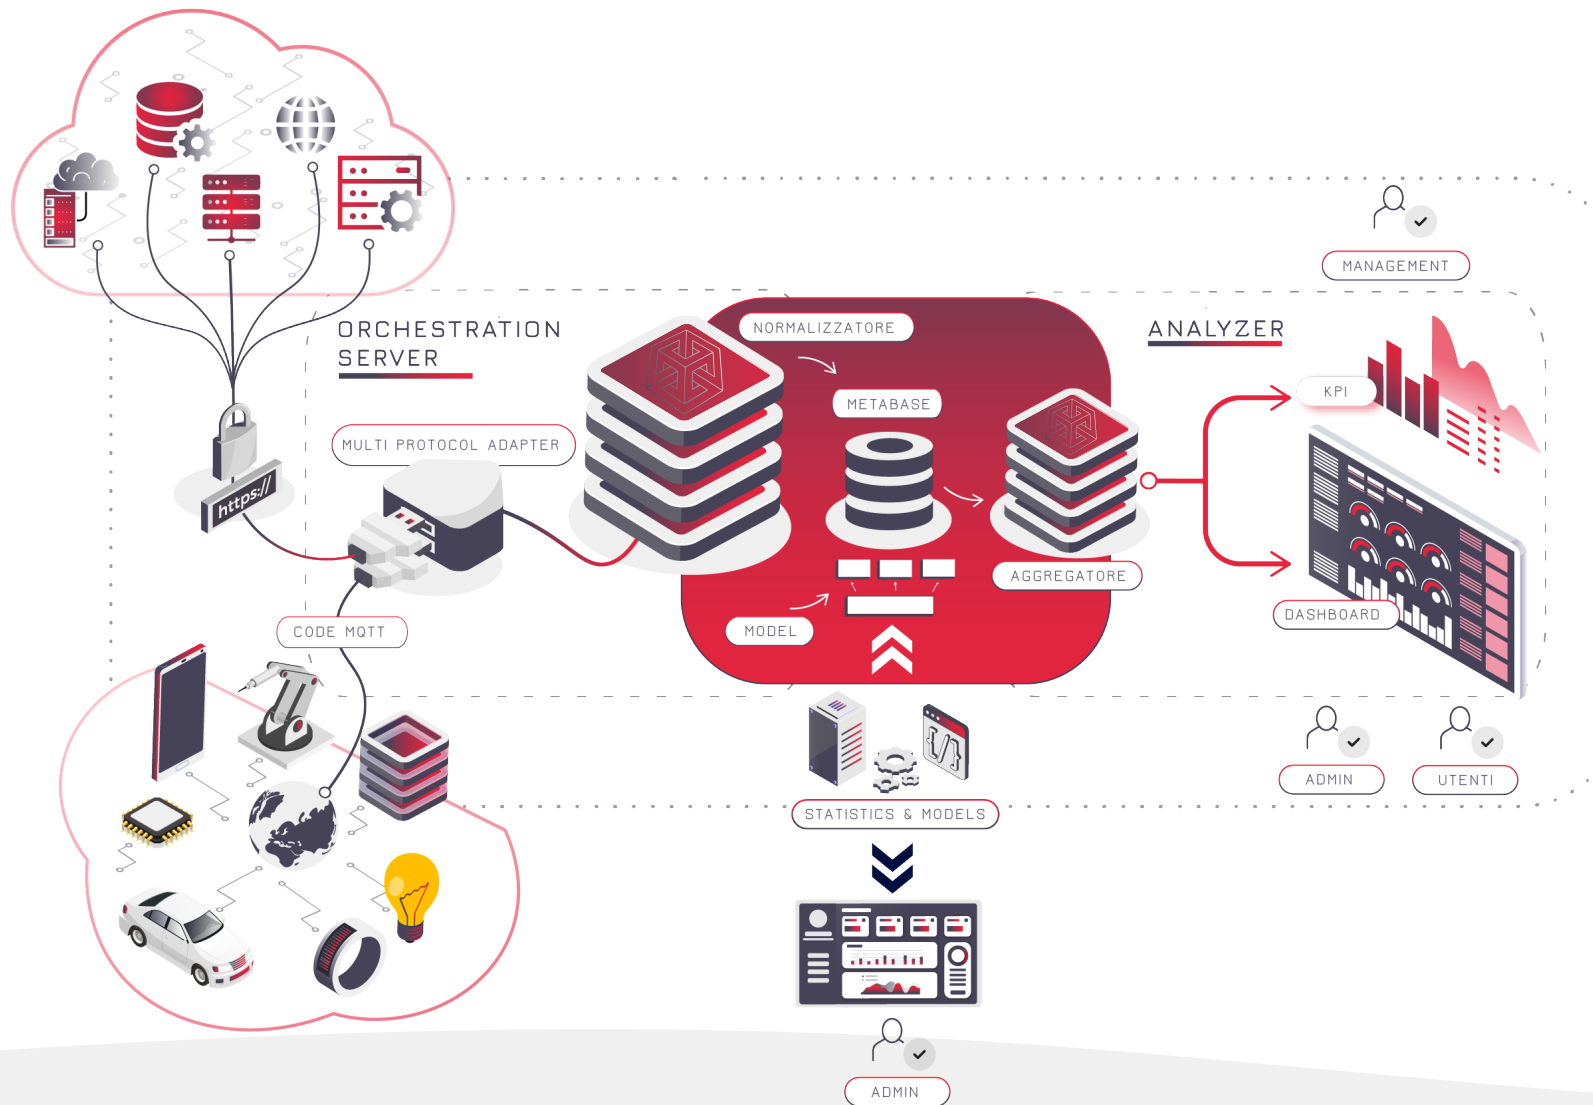 MANAGEMENT
ORCHESTRATION
SERVER
NORMALIZZATORE
ANALYZER
KPI
METABASE
MULTI PROTOCOL ADAPTER
https://
AGGREGATORE
DASHBOARD
CODE MQTT
MODEL
ADMIN
UTENTI
STATISTICS & MODELS
ADMIN